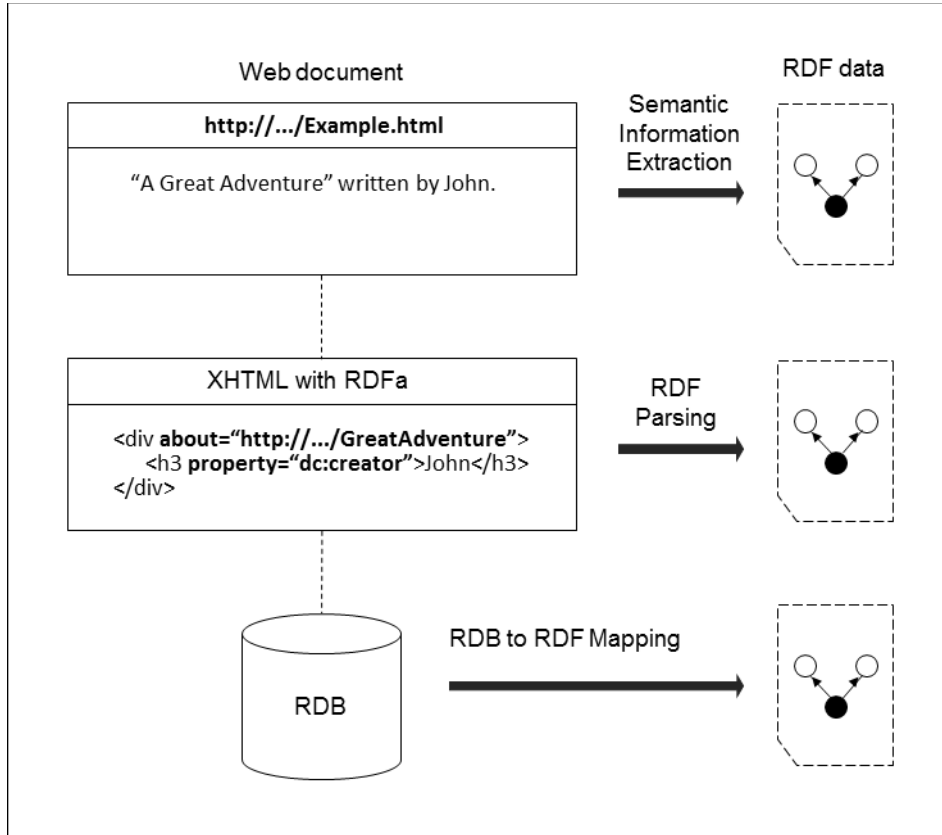 Web document
RDF data
http://.../Example.html
“A Great Adventure” written by John.
Semantic
Information
Extraction
XHTML with RDFa
<div about=“http://.../GreatAdventure”>
<h3 property=“dc:creator”>John</h3>
</div>
RDF
Parsing
RDB
RDB to RDF Mapping